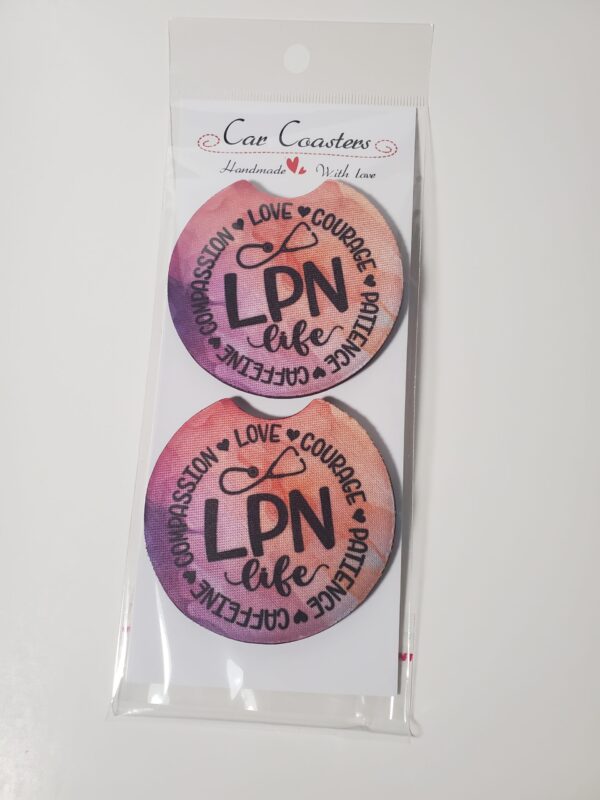 Car Coasters
Handmade With love
COMPASSION ♥ LOVE ♥ COURAGE ♥ PATIENCE ♥ CAFFEINE ♥
LPN
life
COMPASSION ♥ LOVE ♥ COURAGE ♥ PATIENCE ♥ CAFFEINE ♥
LPN
life